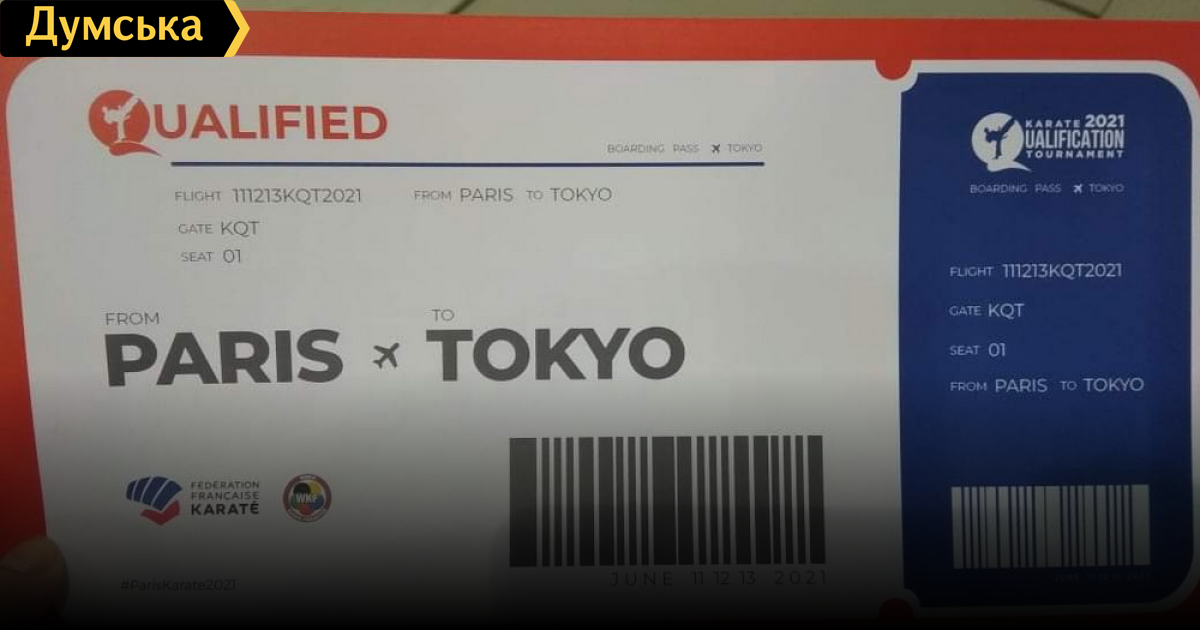 Думська
QUALIFIED
BOARDING PASS TOKYO
FLIGHT 111213KQT2021 FROM PARIS TO TOKYO
GATE KQT
SEAT 01
FROM TO
PARIS TOKYO
FÉDÉRATION
FRANÇAISE
KARATÉ
WKF
#ParisKarate2021
JUNE 11 12 13 2021
KARATE 2021
QUALIFICATION
TOURNAMENT
BOARDING PASS TOKYO
FLIGHT 111213KQT2021
GATE KQT
SEAT 01
FROM PARIS TO TOKYO